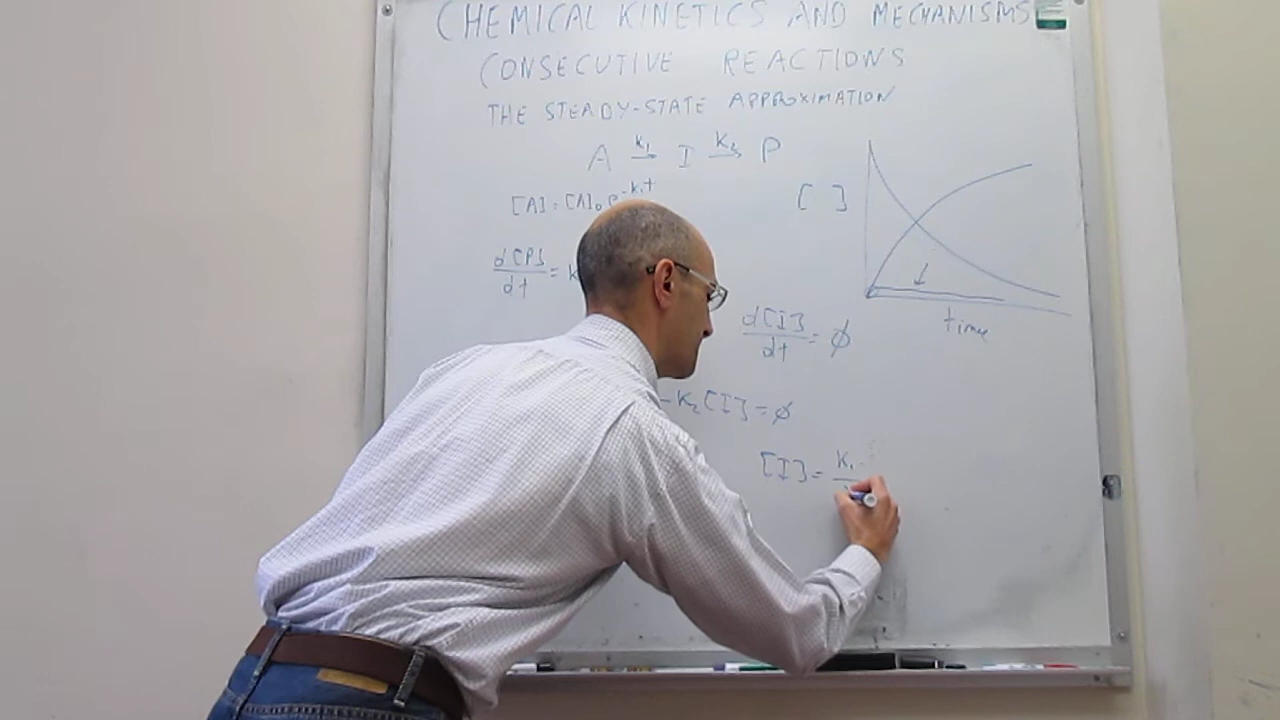 CHEMICAL KINETICS AND MECHANISMS
CONSECUTIVE REACTIONS
THE STEADY-STATE APPROXIMATION
A k₁→ I k₂→ P
[A] = [A]₀ e^-k₁t
[ ]
d[P]/dt = k
time
d[I]/dt = ϕ
- k₂[I] = ϕ
[I] = k₁